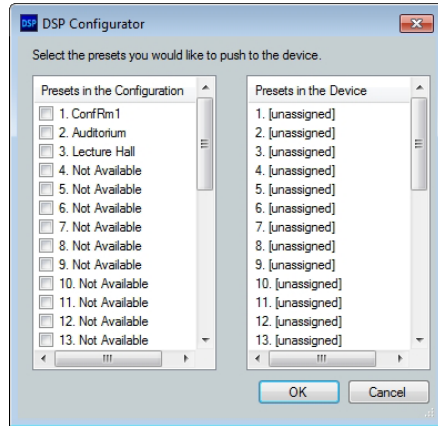 DSP DSP Configurator
Select the presets you would like to push to the device.
Presets in the Configuration
1. ConfRm1
2. Auditorium
3. Lecture Hall
4. Not Available
5. Not Available
6. Not Available
7. Not Available
8. Not Available
9. Not Available
10. Not Available
11. Not Available
12. Not Available
13. Not Available
Presets in the Device
1. [unassigned]
2. [unassigned]
3. [unassigned]
4. [unassigned]
5. [unassigned]
6. [unassigned]
7. [unassigned]
8. [unassigned]
9. [unassigned]
10. [unassigned]
11. [unassigned]
12. [unassigned]
13. [unassigned]
OK Cancel